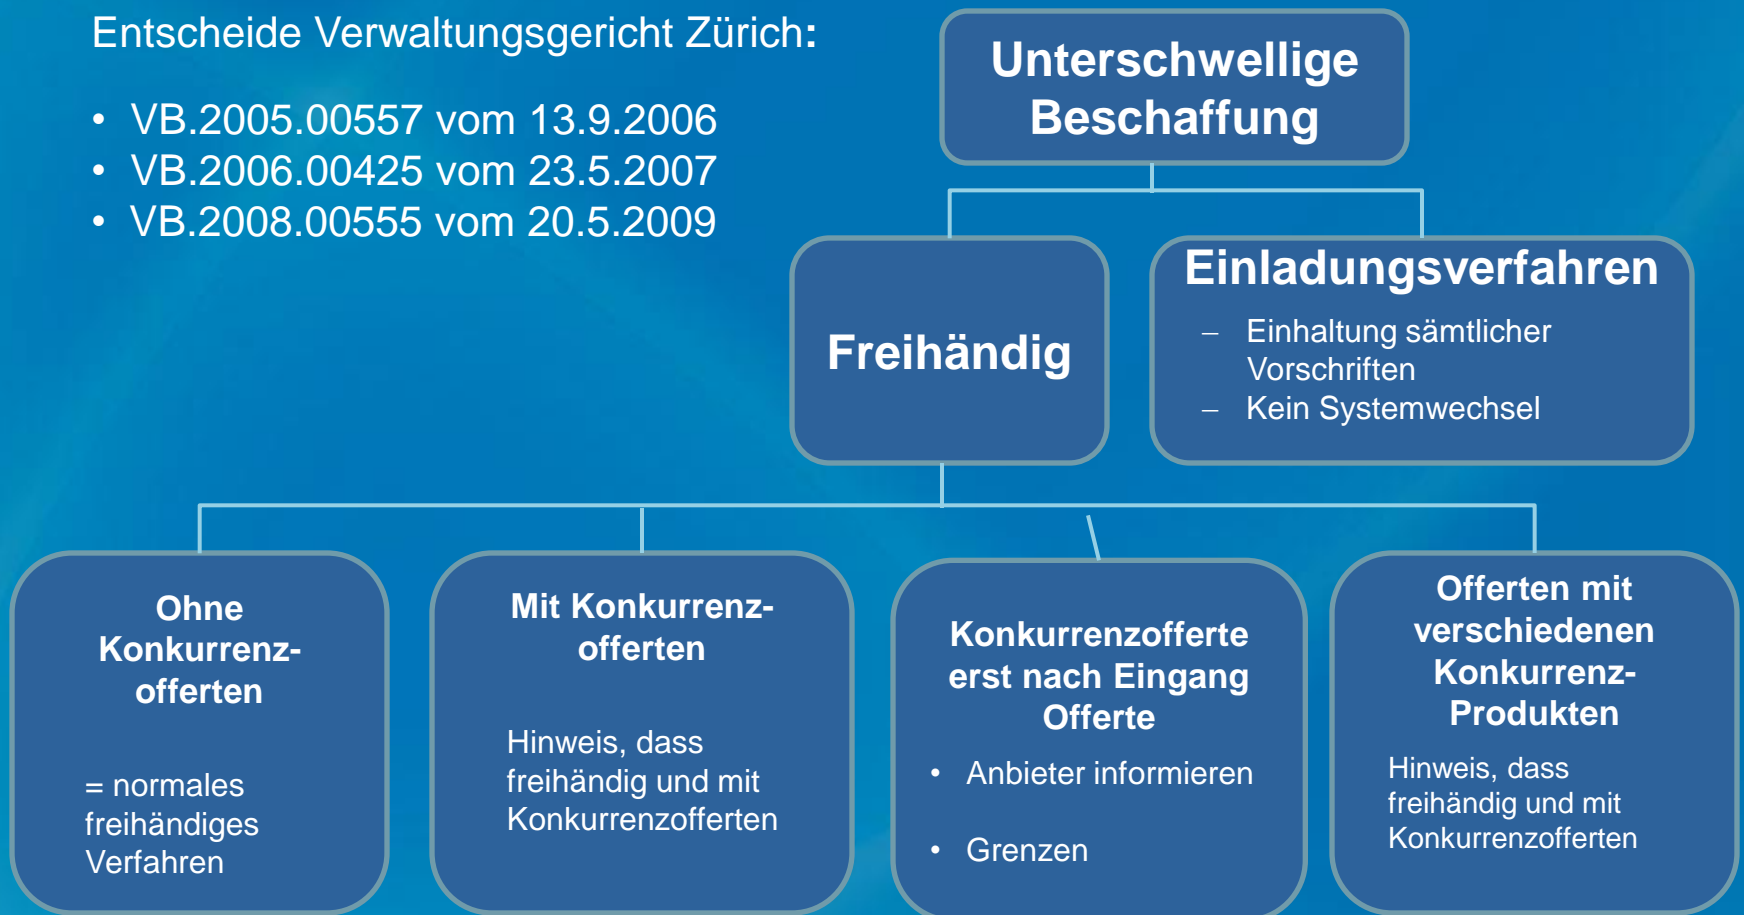 Entscheide Verwaltungsgericht Zürich:
• VB.2005.00557 vom 13.9.2006
• VB.2006.00425 vom 23.5.2007
• VB.2008.00555 vom 20.5.2009
Unterschwellige
Beschaffung
Freihändig
Einladungsverfahren
– Einhaltung sämtlicher
Vorschriften
– Kein Systemwechsel
Ohne
Konkurrenz-
offerten
= normales
freihändiges
Verfahren
Mit Konkurrenz-
offerten
Hinweis, dass
freihändig und mit
Konkurrenzofferten
Konkurrenzofferte
erst nach Eingang
Offerte
• Anbieter informieren
• Grenzen
Offerten mit
verschiedenen
Konkurrenz-
Produkten
Hinweis, dass
freihändig und mit
Konkurrenzofferten